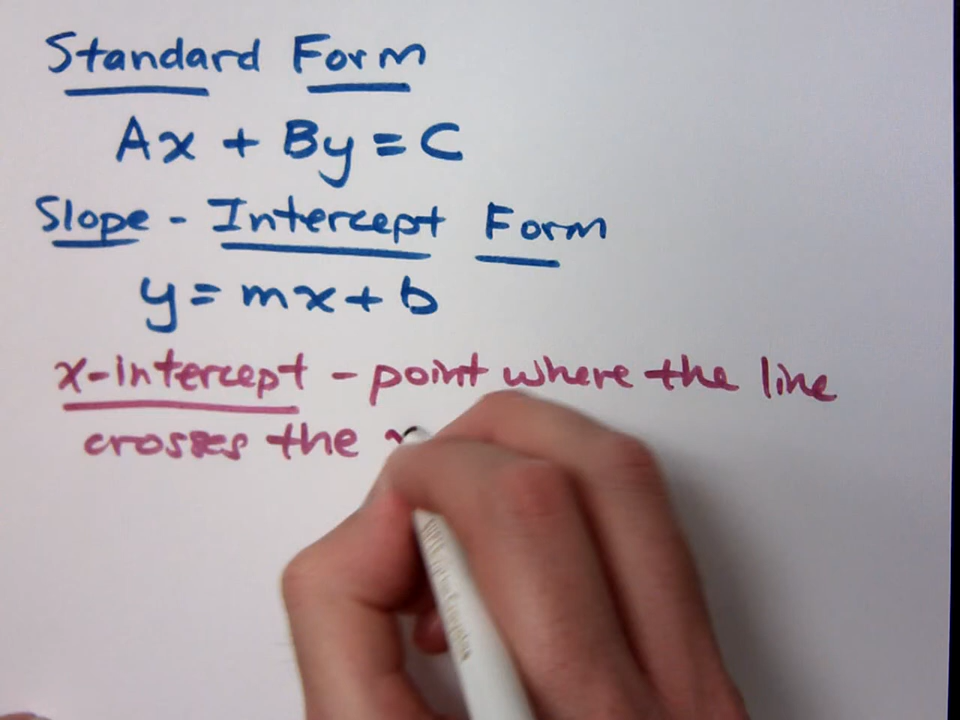 Standard Form
Ax + By = C
Slope - Intercept Form
y = mx + b
x-intercept - point where the line
crosses the